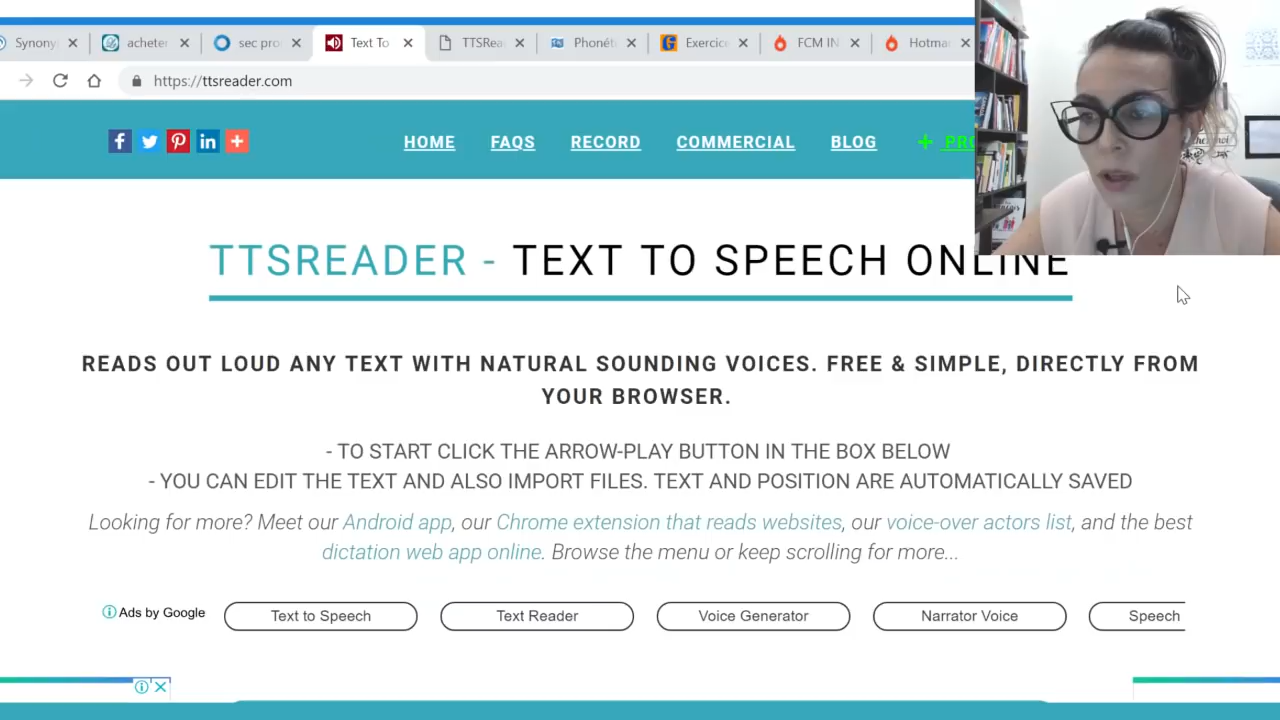 Synony
acheter
sec pro
Text To
TTSRea
Phonéti
Exercice
FCM IN
Hotma
https://ttsreader.com
HOME FAQS RECORD COMMERCIAL BLOG + PRO
TTSREADER - TEXT TO SPEECH ONLINE
READS OUT LOUD ANY TEXT WITH NATURAL SOUNDING VOICES. FREE & SIMPLE, DIRECTLY FROM
YOUR BROWSER.
- TO START CLICK THE ARROW-PLAY BUTTON IN THE BOX BELOW
- YOU CAN EDIT THE TEXT AND ALSO IMPORT FILES. TEXT AND POSITION ARE AUTOMATICALLY SAVED
Looking for more? Meet our Android app, our Chrome extension that reads websites, our voice-over actors list, and the best
dictation web app online. Browse the menu or keep scrolling for more...
Ads by Google Text to Speech Text Reader Voice Generator Narrator Voice Speech